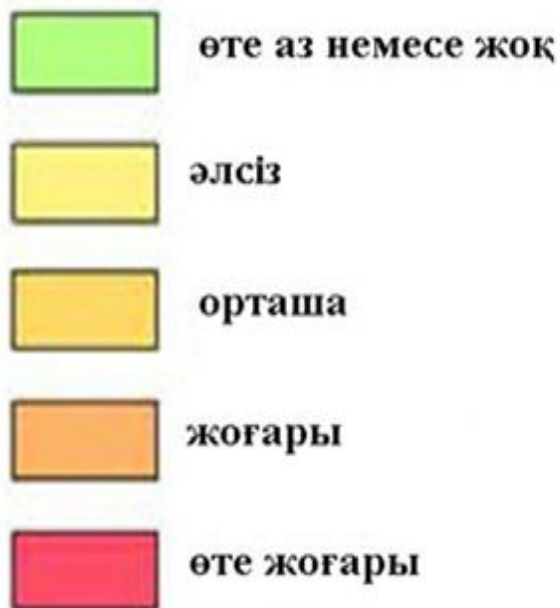 өте аз немесе жоқ
әлсіз
орташа
жоғары
өте жоғары